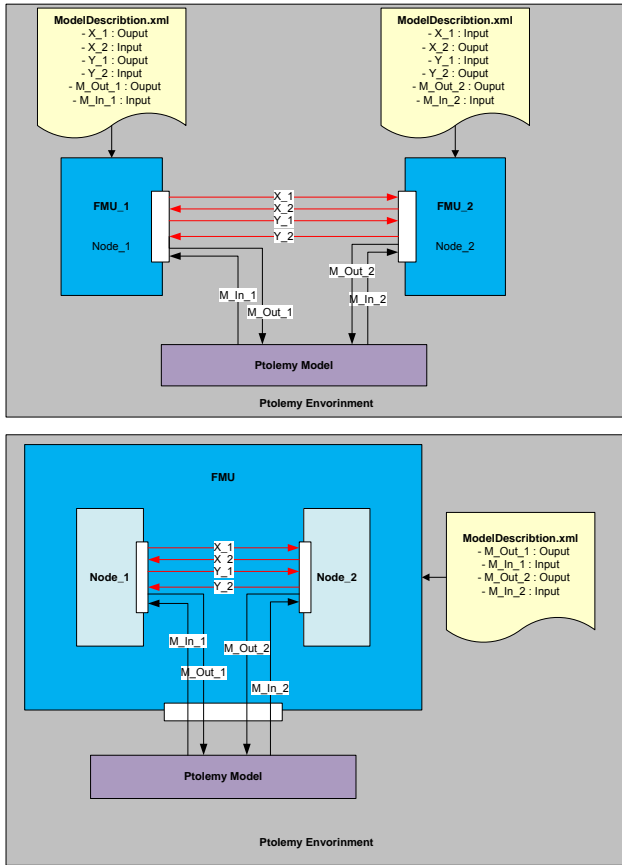 ModelDescribtion.xml
- X_1 : Ouput
- X_2 : Input
- Y_1 : Ouput
- Y_2 : Input
- M_Out_1 : Ouput
- M_In_1 : Input
ModelDescribtion.xml
- X_1 : Input
- X_2 : Ouput
- Y_1 : Input
- Y_2 : Ouput
- M_Out_2 : Ouput
- M_In_2 : Input
FMU_1
Node_1
X_1
X_2
Y_1
Y_2
FMU_2
Node_2
M_In_1
M_Out_1
M_Out_2
M_In_2
Ptolemy Model
Ptolemy Envorinment
FMU
Node_1
X_1
X_2
Y_1
Y_2
Node_2
M_In_1
M_Out_1
M_Out_2
M_In_2
ModelDescribtion.xml
- M_Out_1 : Ouput
- M_In_1 : Input
- M_Out_2 : Ouput
- M_In_2 : Input
Ptolemy Model
Ptolemy Envorinment